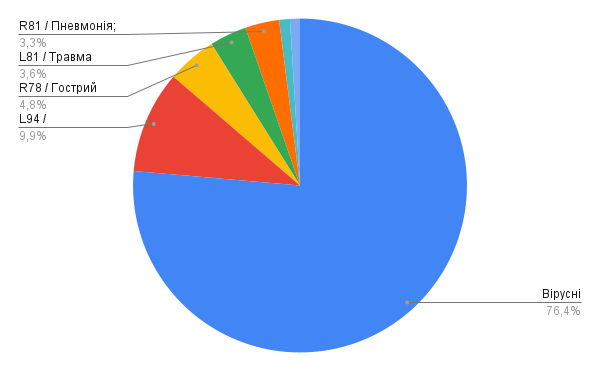 R81 / Пневмонія;
3,3%
L81 / Травма
3,6%
R78 / Гострий
4,8%
L94 /
9,9%
Вірусні
76,4%